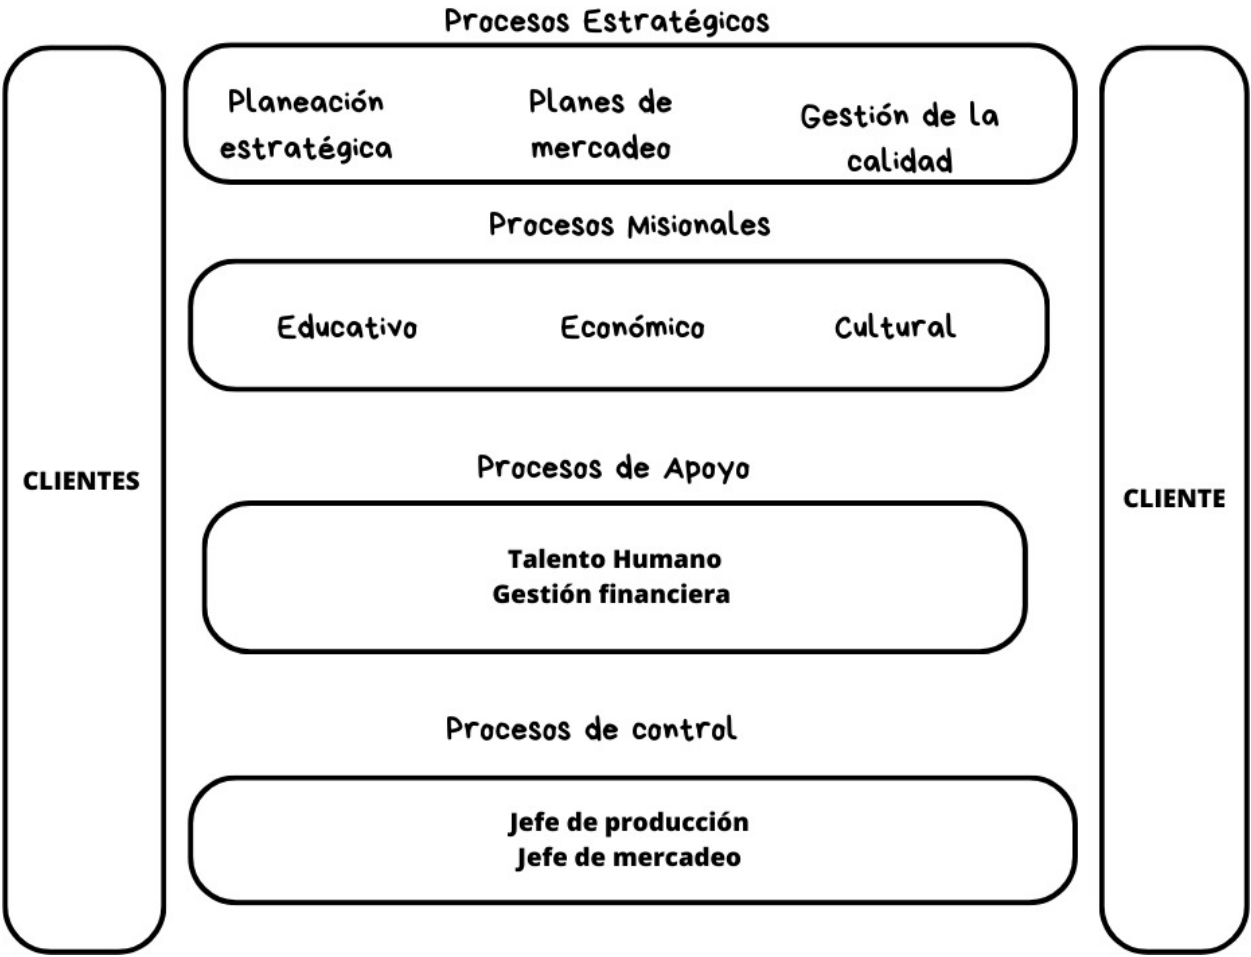 Procesos Estratégicos
Planeación
estratégica
Planes de
mercadeo
Gestión de la
calidad
Procesos Misionales
Educativo
Económico
Cultural
CLIENTES
Procesos de Apoyo
Talento Humano
Gestión financiera
CLIENTE
Procesos de control
Jefe de producción
Jefe de mercadeo